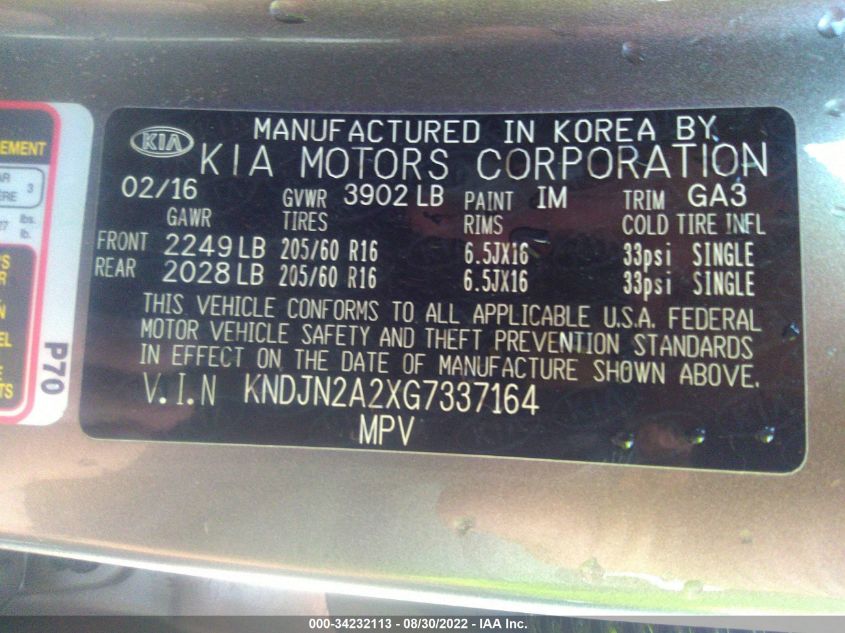 KIA
MANUFACTURED IN KOREA BY
KIA MOTORS CORPORATION
02/16 GVWR 3902 LB PAINT IM TRIM GA3
GAWR TIRES RIMS COLD TIRE INFL
FRONT 2249 LB 205/60 R16 6.5JX16 33psi SINGLE
REAR 2028 LB 205/60 R16 6.5JX16 33psi SINGLE
THIS VEHICLE CONFORMS TO ALL APPLICABLE U.S.A. FEDERAL
MOTOR VEHICLE SAFETY AND THEFT PREVENTION STANDARDS
IN EFFECT ON THE DATE OF MANUFACTURE SHOWN ABOVE.
V.I.N KNDJN2A2XG7337164
MPV
EMENT
3
lbs.
lb.
P70
000-34232113 - 08/30/2022 - IAA Inc.